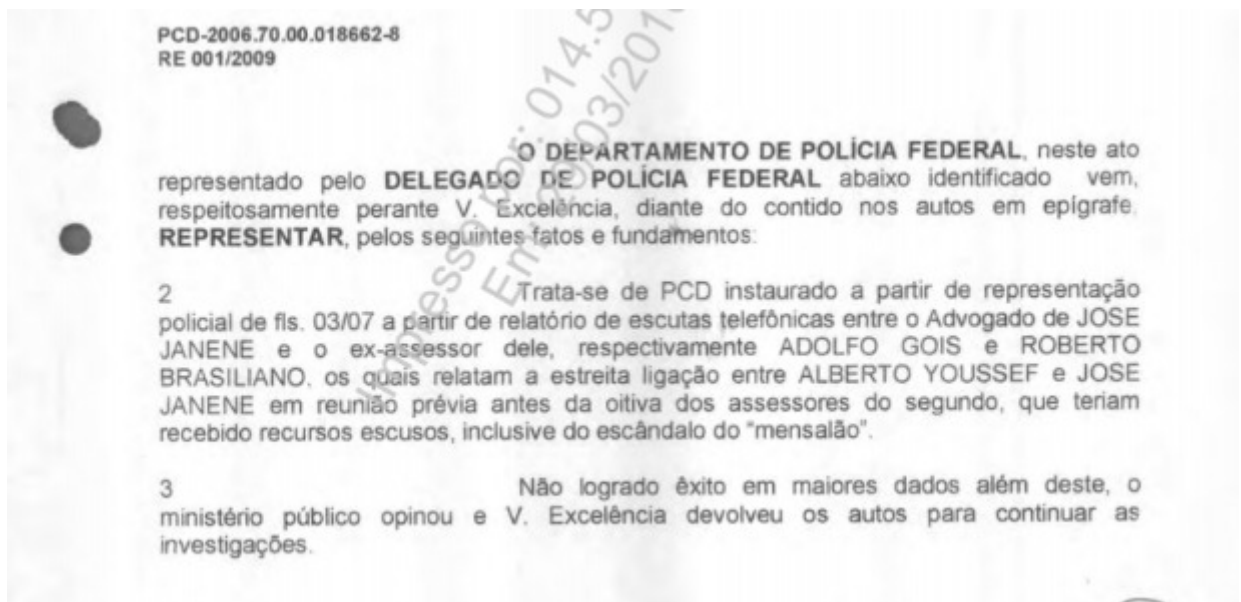 PCD-2006.70.00.018662-8
RE 001/2009
O DEPARTAMENTO DE POLÍCIA FEDERAL, neste ato
representado pelo DELEGADO DE POLÍCIA FEDERAL abaixo identificado vem,
respeitosamente perante V. Excelência, diante do contido nos autos em epígrafe,
REPRESENTAR, pelos seguintes fatos e fundamentos:
2 Trata-se de PCD instaurado a partir de representação
policial de fls. 03/07 a partir de relatório de escutas telefônicas entre o Advogado de JOSE
JANENE e o ex-assessor dele, respectivamente ADOLFO GOIS e ROBERTO
BRASILIANO, os quais relatam a estreita ligação entre ALBERTO YOUSSEF e JOSE
JANENE em reunião prévia antes da oitiva dos assessores do segundo, que teriam
recebido recursos escusos, inclusive do escândalo do “mensalão”.
3 Não logrado êxito em maiores dados além deste, o
ministério público opinou e V. Excelência devolveu os autos para continuar as
investigações.
Impresso por: 014.5
Em: